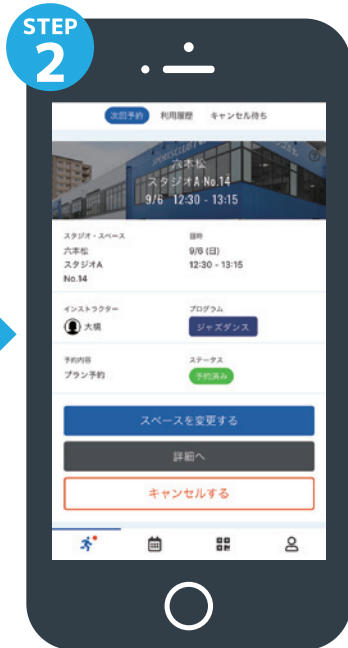 STEP
2
次回予約 利用履歴 キャンセル待ち
六本松
スタジオA No.14
9/6 12:30 - 13:15
スタジオ・スペース 日時
六本松 9/6 (日)
スタジオA 12:30 - 13:15
No.14
インストラクター プログラム
大場 ジャズダンス
予約内容 ステータス
プラン予約 予約済み
スペースを変更する
詳細へ
キャンセルする